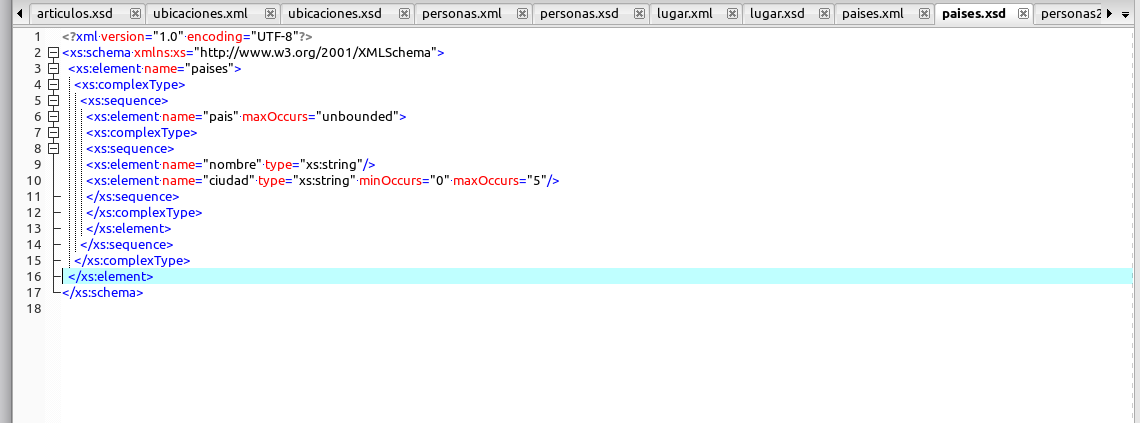 articulos.xsd ubicaciones.xml ubicaciones.xsd personas.xml personas.xsd lugar.xml lugar.xsd paises.xml paises.xsd personas2
1 <?xml version="1.0" encoding="UTF-8"?>
2 <xs:schema xmlns:xs="http://www.w3.org/2001/XMLSchema">
3 <xs:element name="paises">
4 <xs:complexType>
5 <xs:sequence>
6 <xs:element name="pais" maxOccurs="unbounded">
7 <xs:complexType>
8 <xs:sequence>
9 <xs:element name="nombre" type="xs:string"/>
10 <xs:element name="ciudad" type="xs:string" minOccurs="0" maxOccurs="5"/>
11 </xs:sequence>
12 </xs:complexType>
13 </xs:element>
14 </xs:sequence>
15 </xs:complexType>
16 </xs:element>
17 </xs:schema>
18